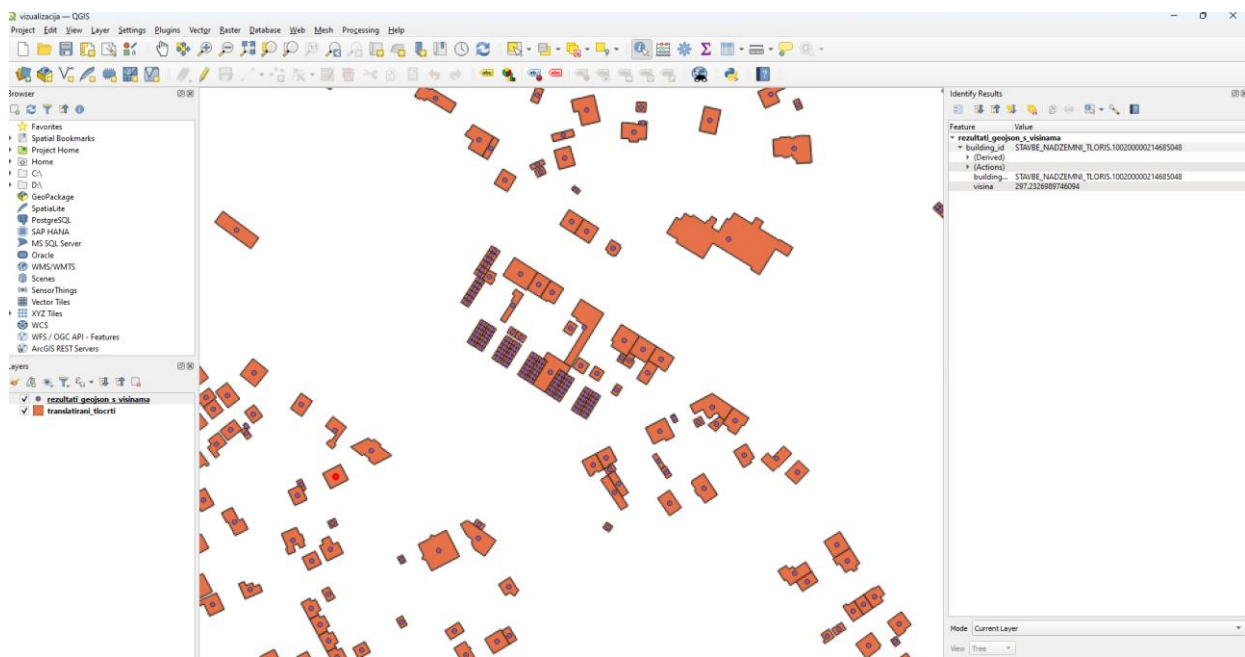 vizualizacija — QGIS
Project Edit View Layer Settings Plugins Vector Raster Database Web Mesh Processing Help
Browser
Favorites
Spatial Bookmarks
Project Home
Home
C:\
D:\
GeoPackage
SpatiaLite
PostgreSQL
SAP HANA
MS SQL Server
Oracle
WMS/WMTS
Scenes
SensorThings
Vector Tiles
XYZ Tiles
WCS
WFS / OGC API - Features
ArcGIS REST Servers
Layers
rezultati_geojson_s_visinama
translatirani_tlocrti
Identify Results
Feature Value
rezultati_geojson_s_visinama
building_id STAVBE_NADZEMNI_TLORIS.100200000214685048
(Derived)
(Actions)
building... STAVBE_NADZEMNI_TLORIS.100200000214685048
visina 297.2326989746094
Mode Current Layer
View Tree